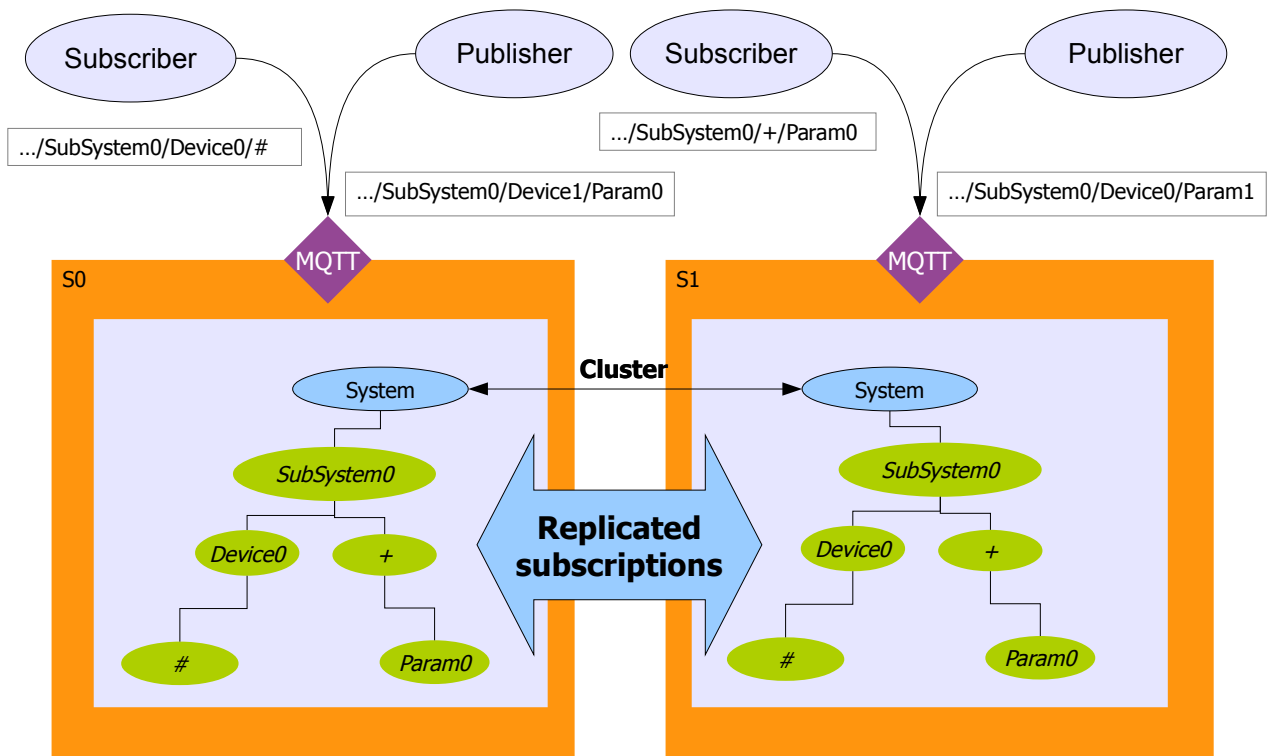 Subscriber
Publisher
Subscriber
Publisher
…/SubSystem0/Device0/#
…/SubSystem0/+/Param0
…/SubSystem0/Device1/Param0
…/SubSystem0/Device0/Param1
MQTT
MQTT
S0
S1
Cluster
System
System
SubSystem0
SubSystem0
Replicated
subscriptions
Device0
+
Device0
+
#
Param0
#
Param0